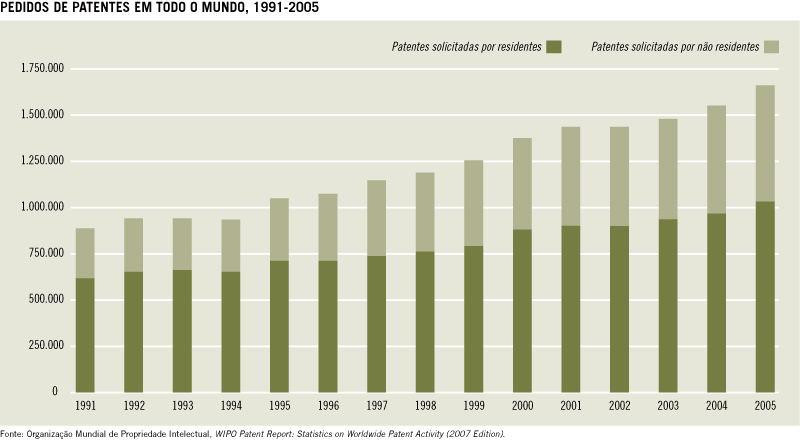 PEDIDOS DE PATENTES EM TODO O MUNDO, 1991-2005
Patentes solicitadas por residentes
Patentes solicitadas por não residentes
1.750.000
1.500.000
1.250.000
1.000.000
750.000
500.000
250.000
0
1991 1992 1993 1994 1995 1996 1997 1998 1999 2000 2001 2002 2003 2004 2005
Fonte: Organização Mundial de Propriedade Intelectual, WIPO Patent Report: Statistics on Worldwide Patent Activity (2007 Edition).